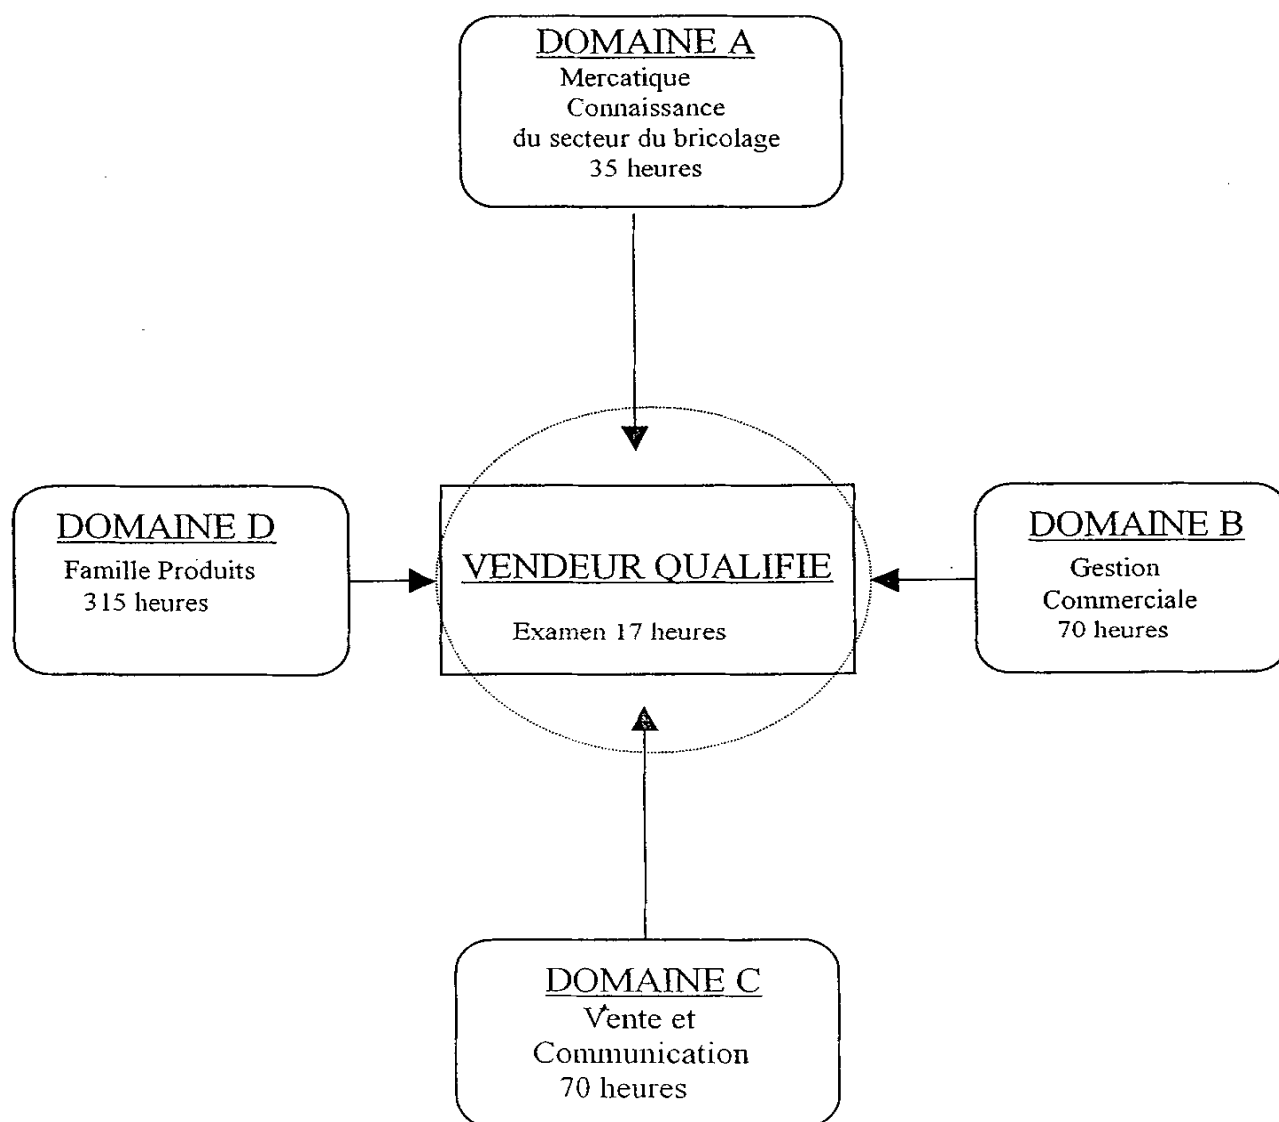 DOMAINE A
Mercatique
Connaissance
du secteur du bricolage
35 heures
DOMAINE D
Famille Produits
315 heures
VENDEUR QUALIFIE
Examen 17 heures
DOMAINE B
Gestion
Commerciale
70 heures
DOMAINE C
Vente et
Communication
70 heures